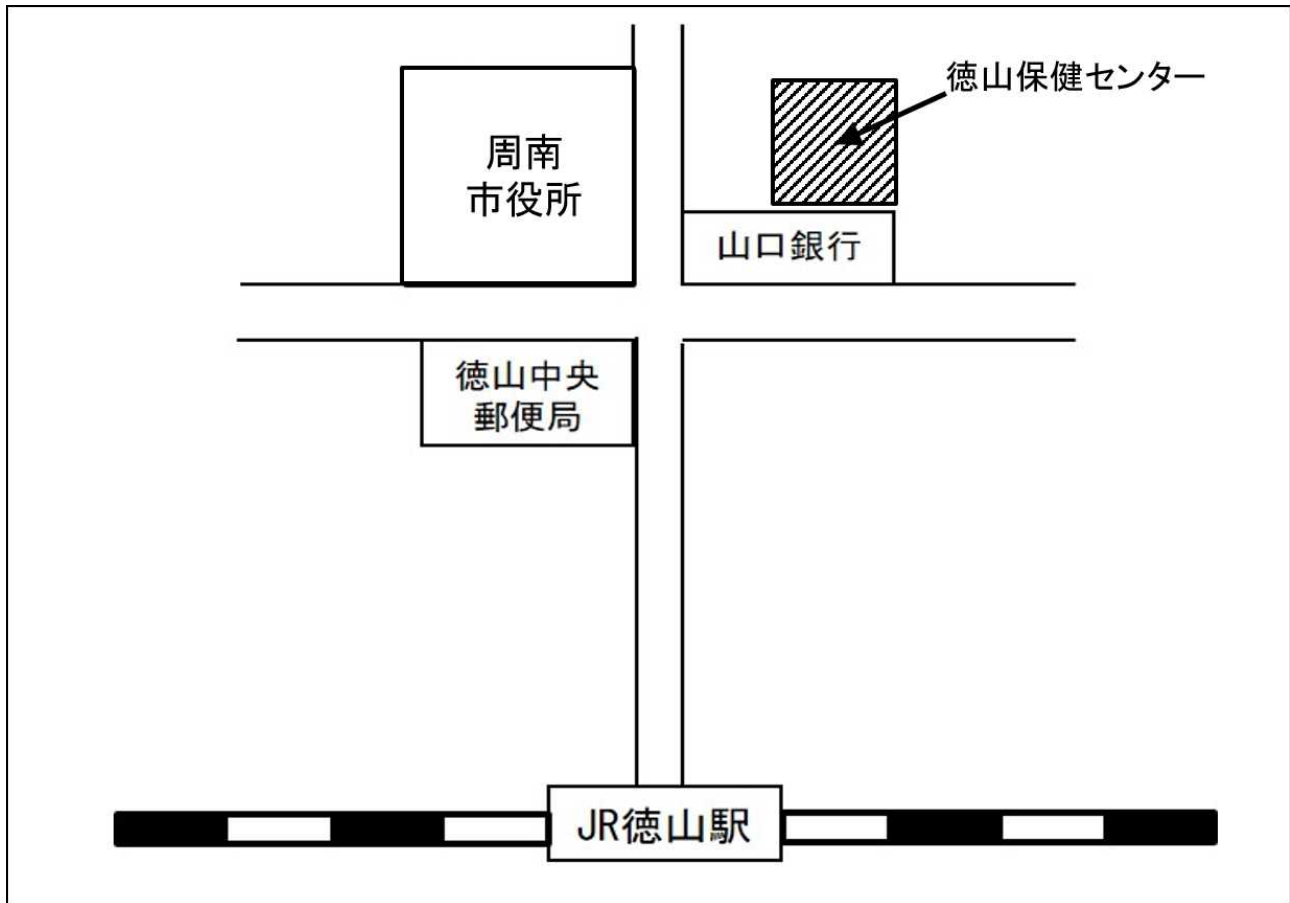 徳山保健センター
周南
市役所
山口銀行
徳山中央
郵便局
JR徳山駅